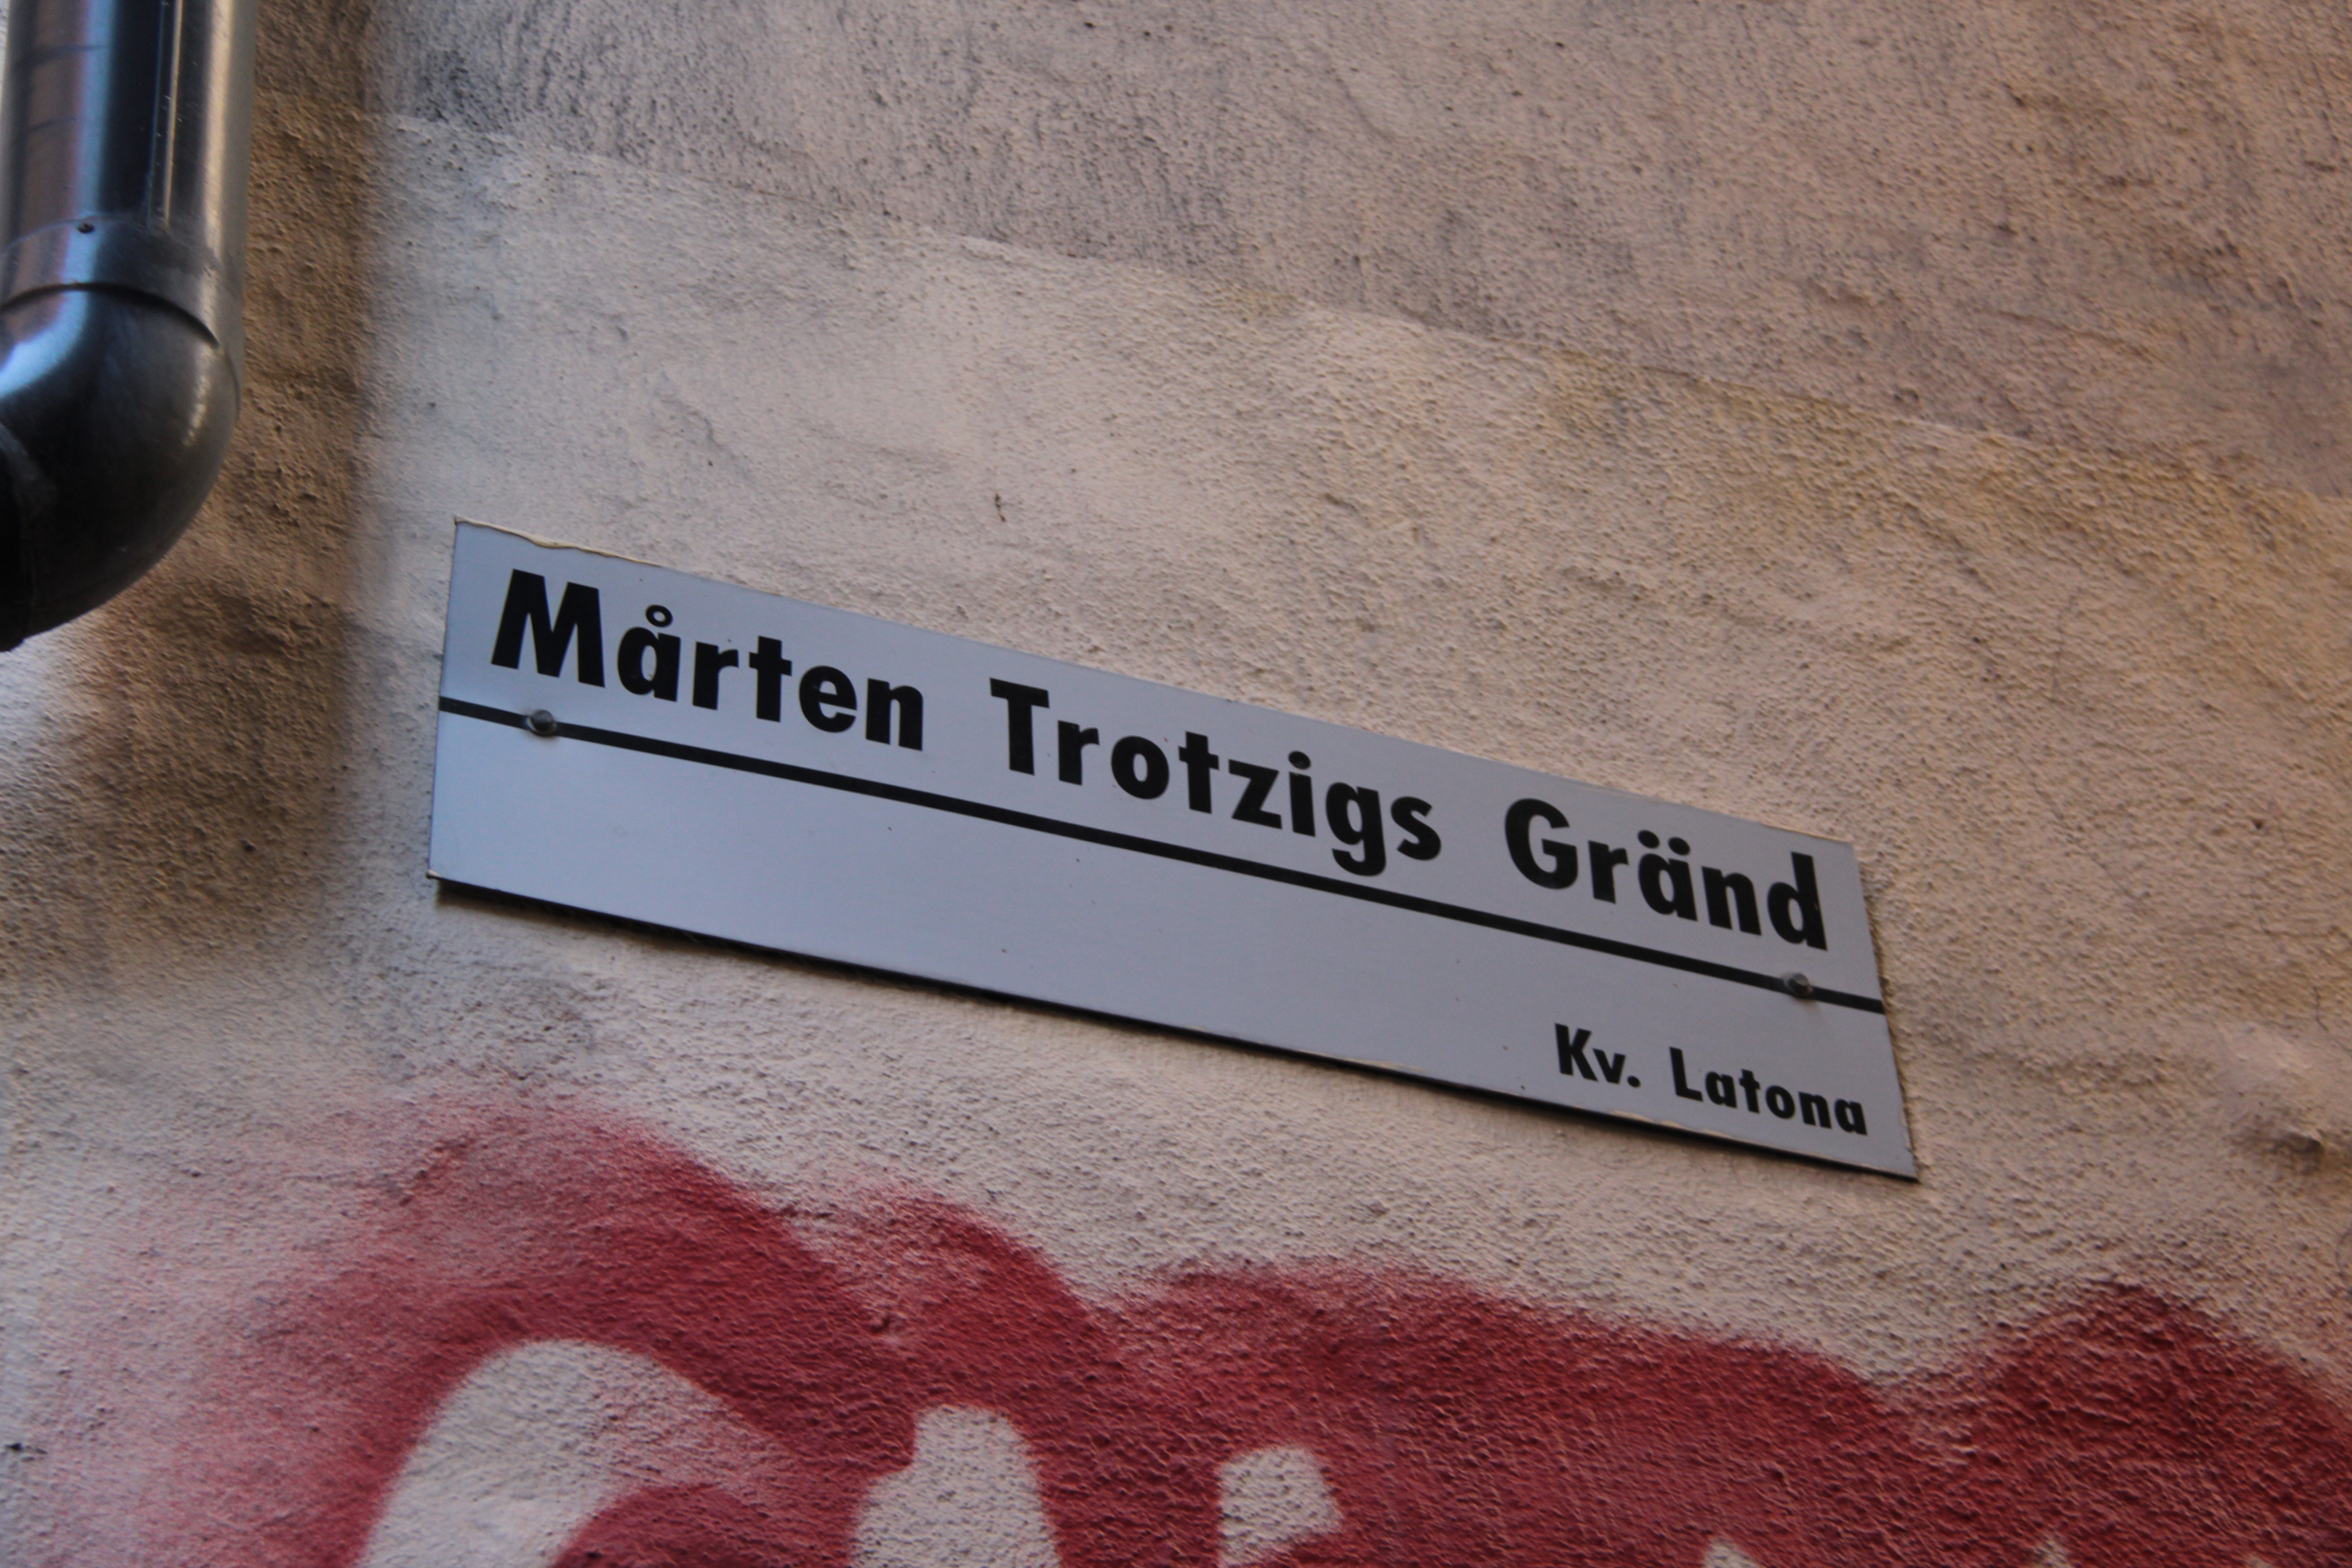 Mårten Trotzigs Gränd
Kv. Latona